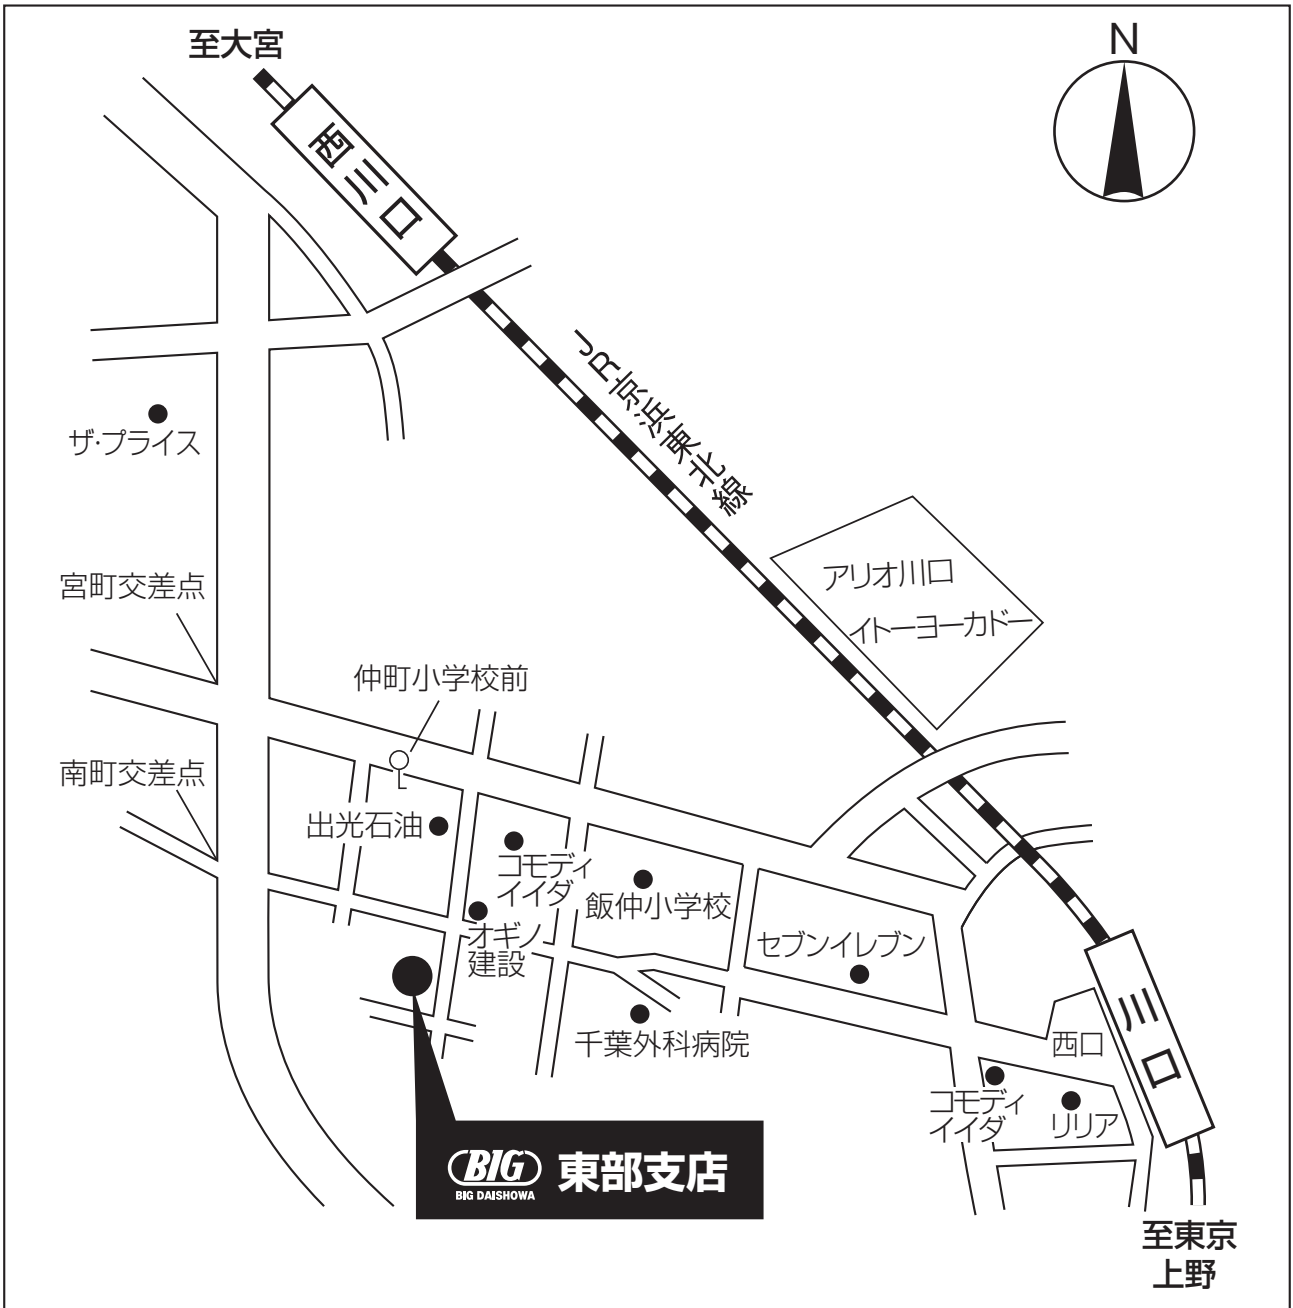 至大宮
N
西川口
JR京浜東北線
ザ・プライス
アリオ川口
イトーヨーカドー
宮町交差点
仲町小学校前
南町交差点
出光石油
コモディ
イイダ
飯仲小学校
オギノ
建設
セブンイレブン
千葉外科病院
西口
川口
コモディ
イイダ
リリア
BIG
BIG DAISHOWA
東部支店
至東京
上野